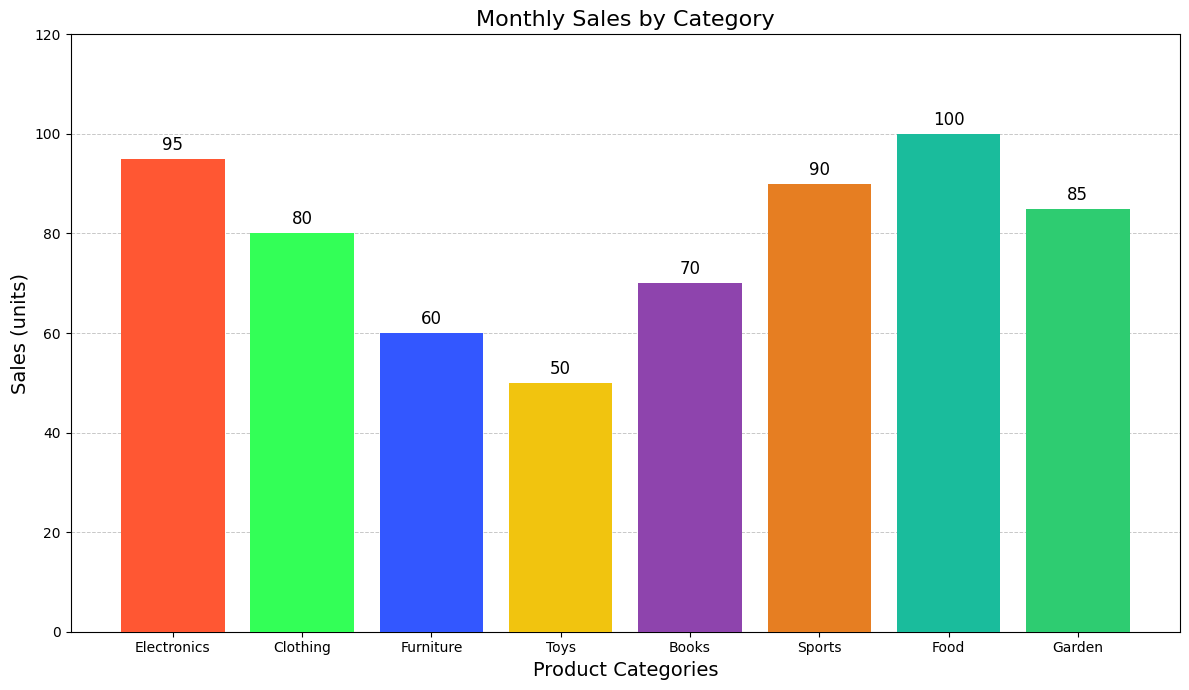 Monthly Sales by Category
120
100
80
60
40
20
0
Sales (units)
95
80
60
50
70
90
100
85
Electronics
Clothing
Furniture
Toys
Books
Sports
Food
Garden
Product Categories